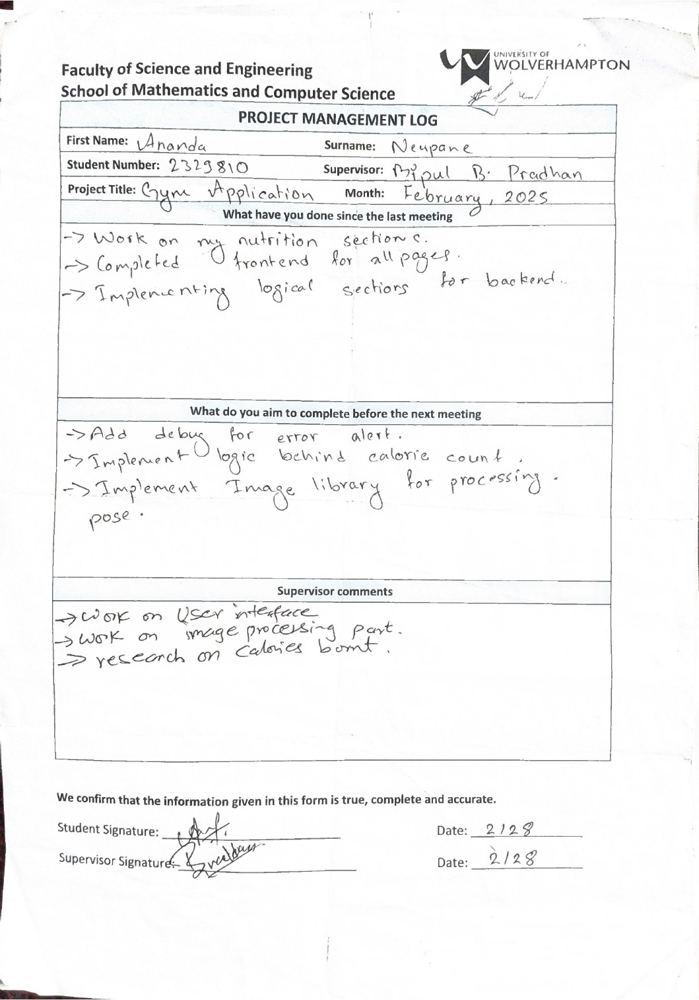 UNIVERSITY OF
WOLVERHAMPTON
Faculty of Science and Engineering
School of Mathematics and Computer Science
PROJECT MANAGEMENT LOG
First Name: Ananda Surname: Neupane
Student Number: 2329810 Supervisor: Bipul B. Pradhan
Project Title: Gym Application Month: February, 2025
What have you done since the last meeting
-> Work on my nutrition section s.
-> Completed frontend for all pages.
-> Implementing logical sections for backend..
What do you aim to complete before the next meeting
-> Add debug for error alert.
-> Implement logic behind calorie count.
-> Implement Image library for processing.
pose.
Supervisor comments
-> Work on User interface
-> Work on image processing part.
-> research on Calories
We confirm that the information given in this form is true, complete and accurate.
Student Signature: Date: 2/28
Supervisor Signature: Date: 2/28